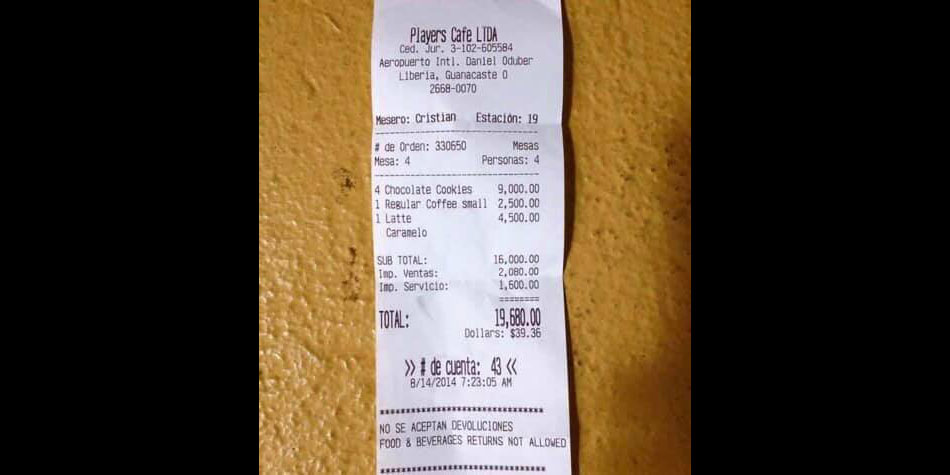 Players Cafe LTDA
Ced. Jur. 3-102-605584
Aeropuerto Intl. Daniel Oduber
Liberia, Guanacaste 0
2668-0070
Mesero: Cristian Estación: 19
# de Orden: 330650 Mesas
Mesa: 4 Personas: 4
4 Chocolate Cookies 9,000.00
1 Regular Coffee small 2,500.00
1 Latte 4,500.00
Caramelo
SUB TOTAL: 16,000.00
Imp. Ventas: 2,080.00
Imp. Servicio: 1,600.00
========
TOTAL: 19,680.00
Dollars: $39.36
>> # de cuenta: 43 <<
8/14/2014 7:23:05 AM
********************************
NO SE ACEPTAN DEVOLUCIONES
FOOD & BEVERAGES RETURNS NOT ALLOWED
********************************